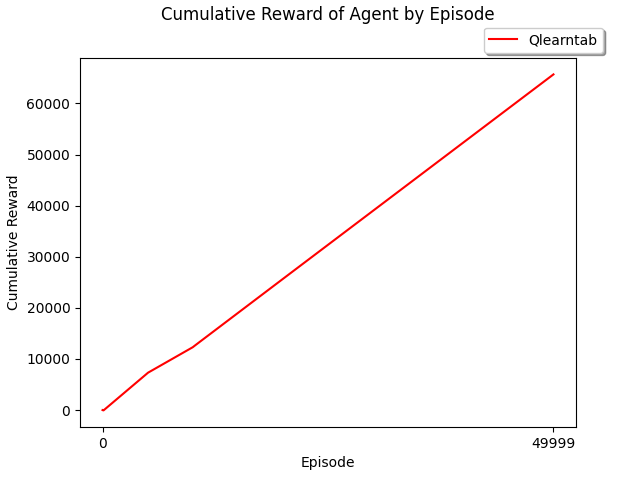 Cumulative Reward of Agent by Episode
Qlearntab
60000
50000
40000
30000
20000
10000
0
Cumulative Reward
0
49999
Episode